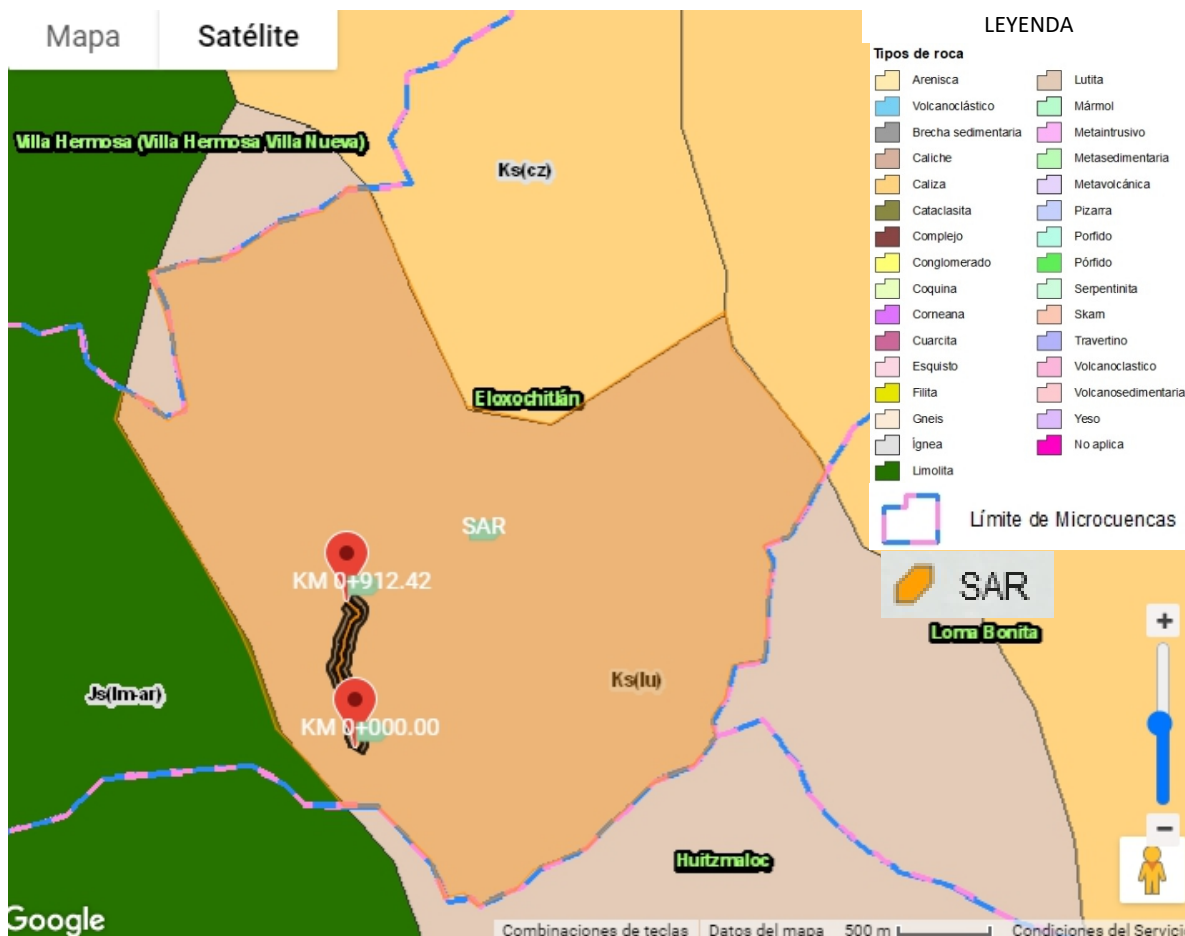 Mapa
Satélite
LEYENDA
Tipos de roca
Arenisca
Volcanoclástico
Brecha sedimentaria
Caliche
Caliza
Cataclasita
Complejo
Conglomerado
Coquina
Corneana
Cuarcita
Esquisto
Filita
Gneis
Ígnea
Limolita
Lutita
Mármol
Metaintrusivo
Metasedimentaria
Metavolcánica
Pizarra
Porfido
Pórfido
Serpentinita
Skarn
Travertino
Volcanoclastico
Volcanosedimentaria
Yeso
No aplica
Límite de Microcuencas
SAR
Villa Hermosa (Villa Hermosa Villa Nueva)
Ks(cz)
Eloxochitlán
SAR
KM 0+912.42
Loma Bonita
Ks(lu)
Js(lm-ar)
KM 0+000.00
Huitzmaloc
+
−
Google
Combinaciones de teclas
Datos del mapa
500 m
Condiciones del Servicio